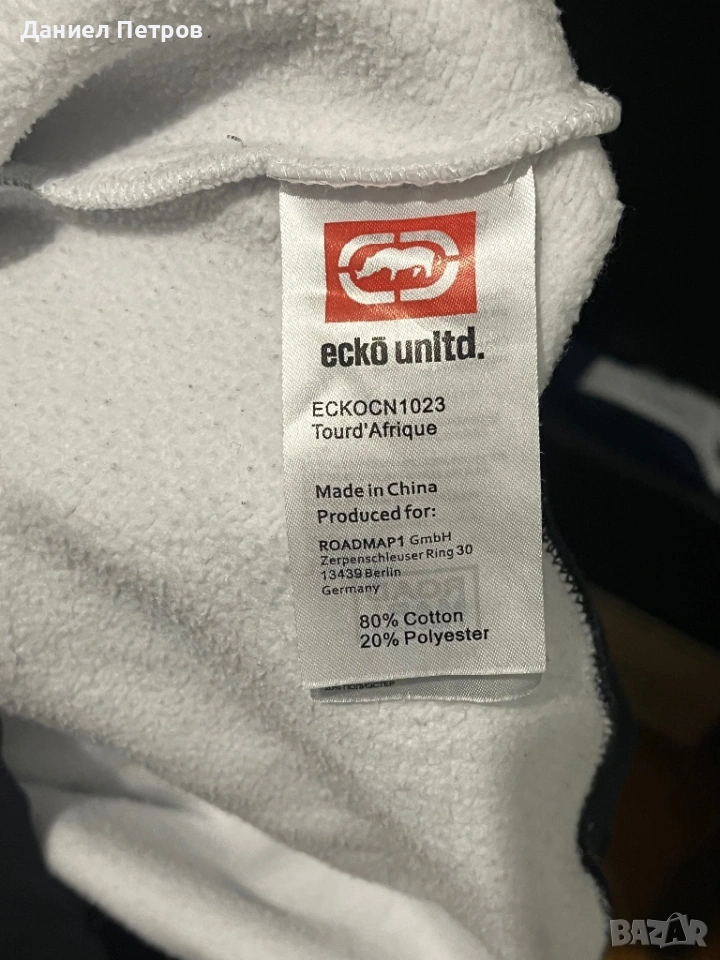 Даниел Петров
eckō unltd.
ECKOCN1023
Tourd'Afrique
Made in China
Produced for:
ROADMAP1 GmbH
Zerpenschleuser Ring 30
13439 Berlin
Germany
80% Cotton
20% Polyester
BAZAR